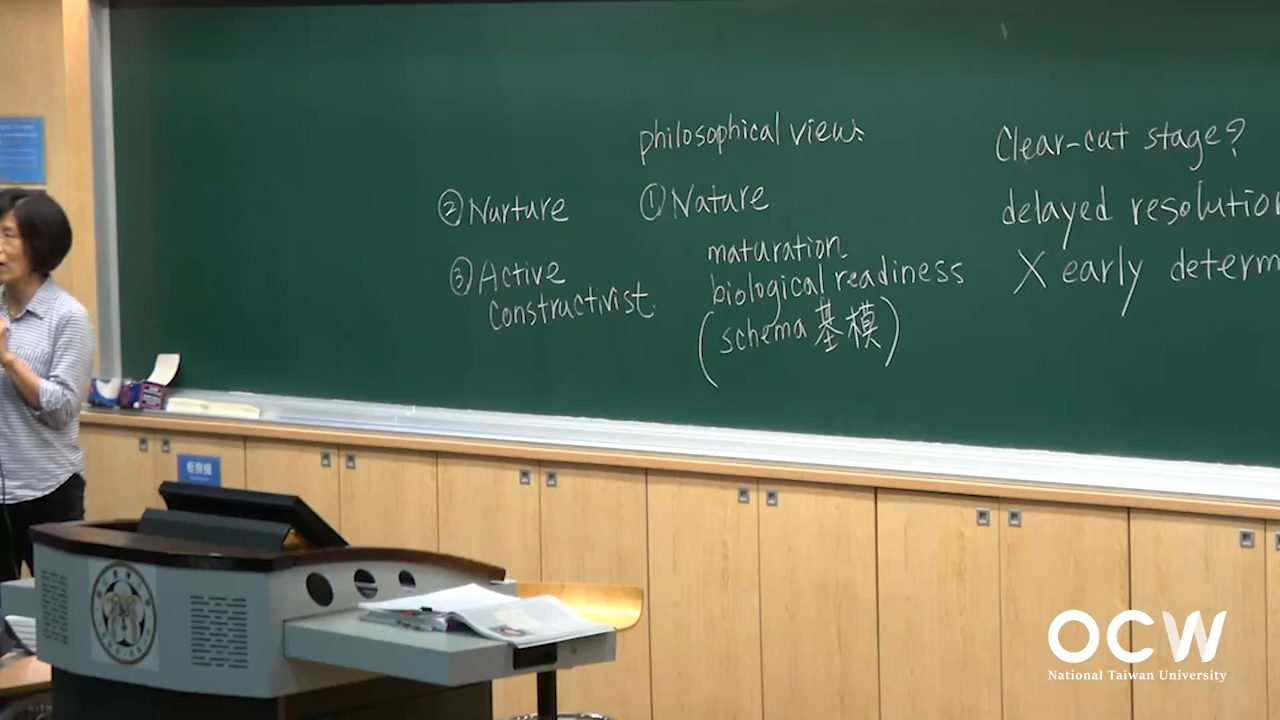 philosophical view:
① Nature
maturation
biological readiness
(schema 基模)
② Nurture
③ Active
Constructivist.
Clear-cut stage?
delayed resolution
X early determ
OCW
National Taiwan University